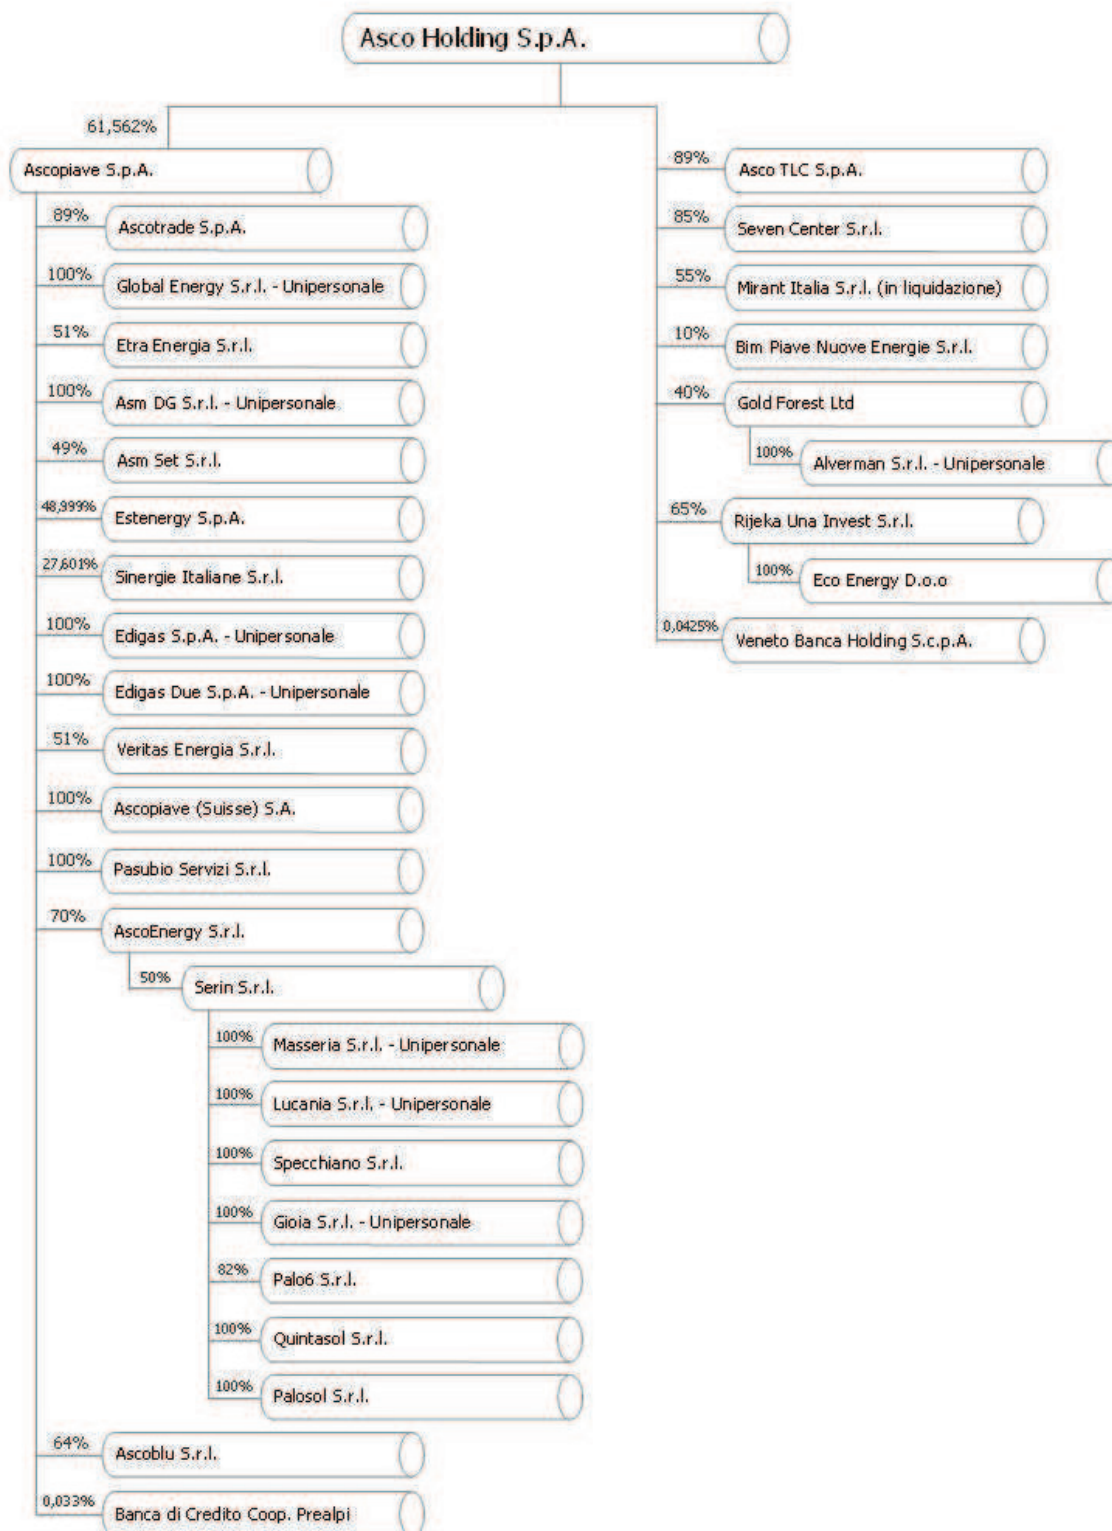 Asco Holding S.p.A.
61,562%
Ascopiave S.p.A.
89%
Ascotrade S.p.A.
100%
Global Energy S.r.l. - Unipersonale
51%
Etra Energia S.r.l.
100%
Asm DG S.r.l. - Unipersonale
49%
Asm Set S.r.l.
48,999%
Estenergy S.p.A.
27,601%
Sinergie Italiane S.r.l.
100%
Edigas S.p.A. - Unipersonale
100%
Edigas Due S.p.A. - Unipersonale
51%
Veritas Energia S.r.l.
100%
Ascopiave (Suisse) S.A.
100%
Pasubio Servizi S.r.l.
70%
AscoEnergy S.r.l.
50%
Serin S.r.l.
100%
Masseria S.r.l. - Unipersonale
100%
Lucania S.r.l. - Unipersonale
100%
Specchiano S.r.l.
100%
Gioia S.r.l. - Unipersonale
82%
Palo6 S.r.l.
100%
Quintasol S.r.l.
100%
Palosol S.r.l.
64%
Ascoblu S.r.l.
0,033%
Banca di Credito Coop. Prealpi
89%
Asco TLC S.p.A.
85%
Seven Center S.r.l.
55%
Mirant Italia S.r.l. (in liquidazione)
10%
Bim Piave Nuove Energie S.r.l.
40%
Gold Forest Ltd
100%
Alverman S.r.l. - Unipersonale
65%
Rijeka Una Invest S.r.l.
100%
Eco Energy D.o.o
0,0425%
Veneto Banca Holding S.c.p.A.